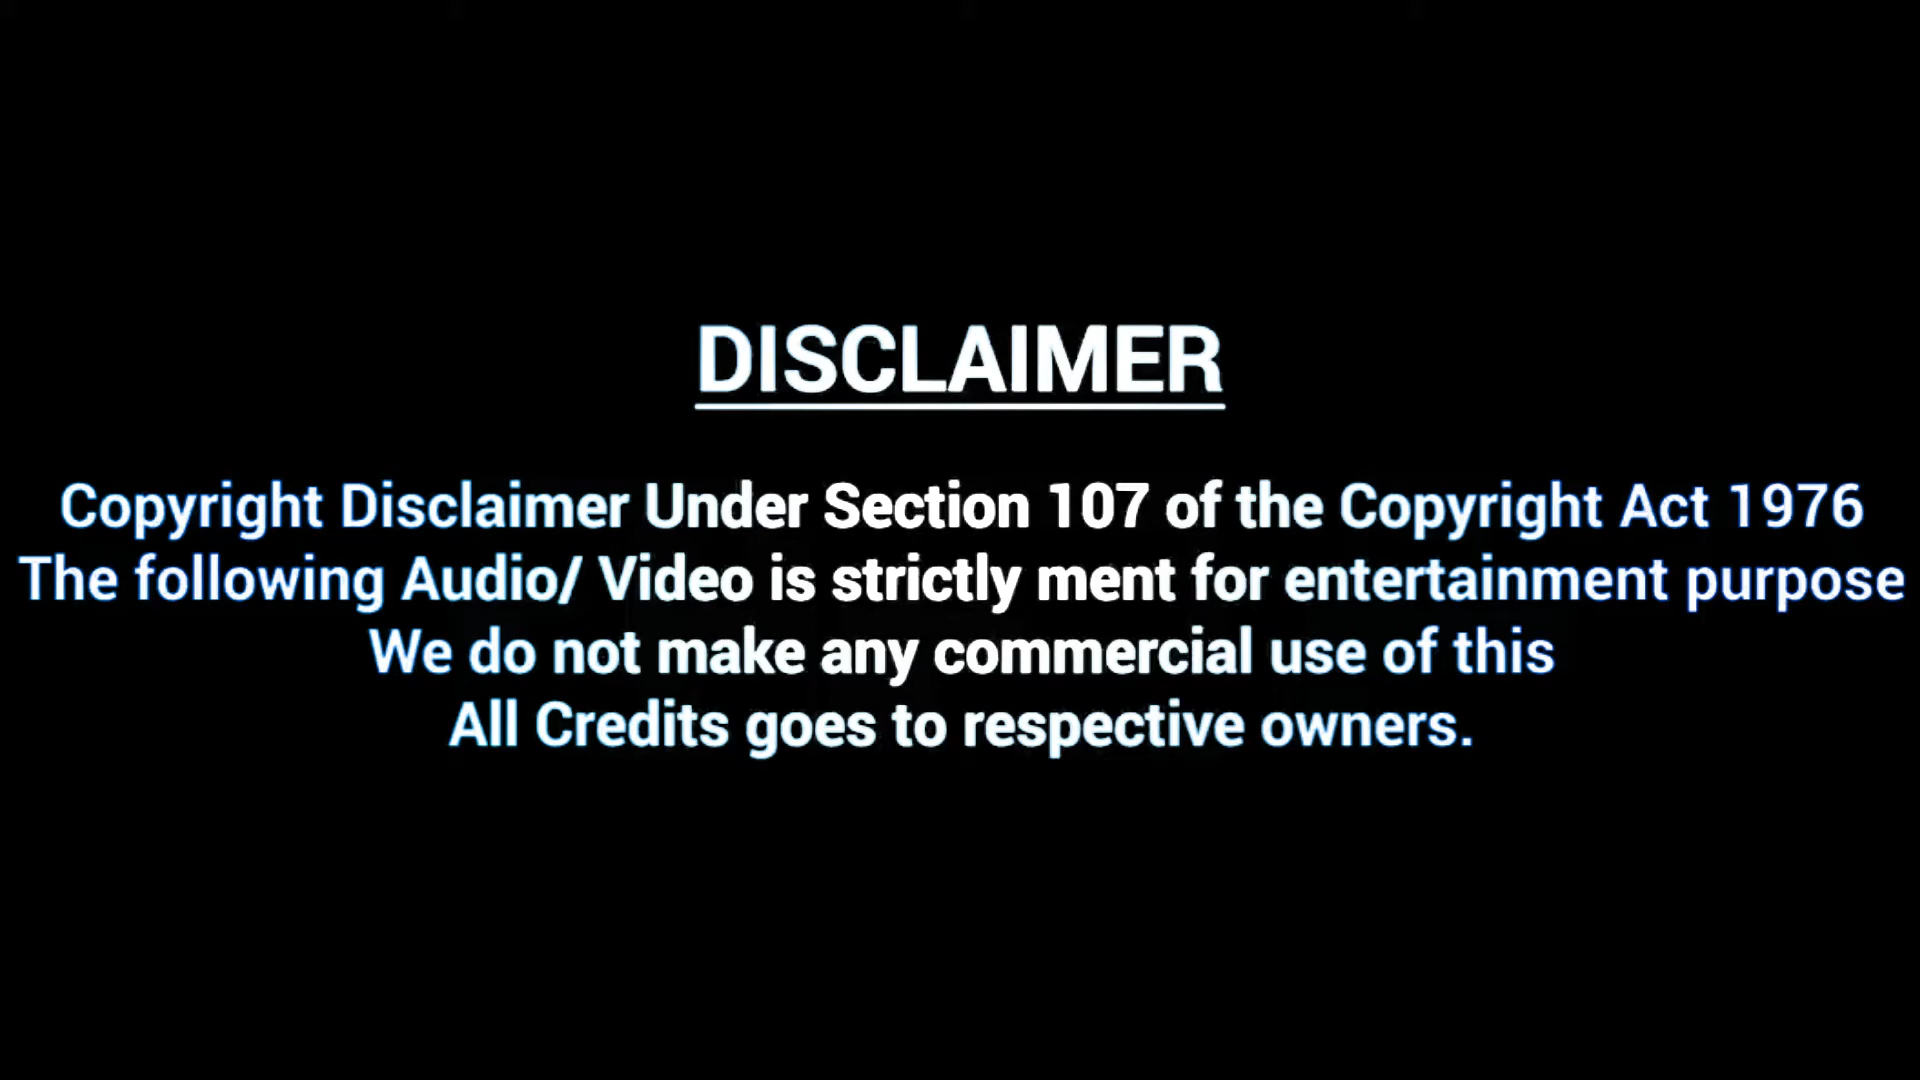 DISCLAIMER
Copyright Disclaimer Under Section 107 of the Copyright Act 1976
The following Audio/ Video is strictly ment for entertainment purpose
We do not make any commercial use of this
All Credits goes to respective owners.